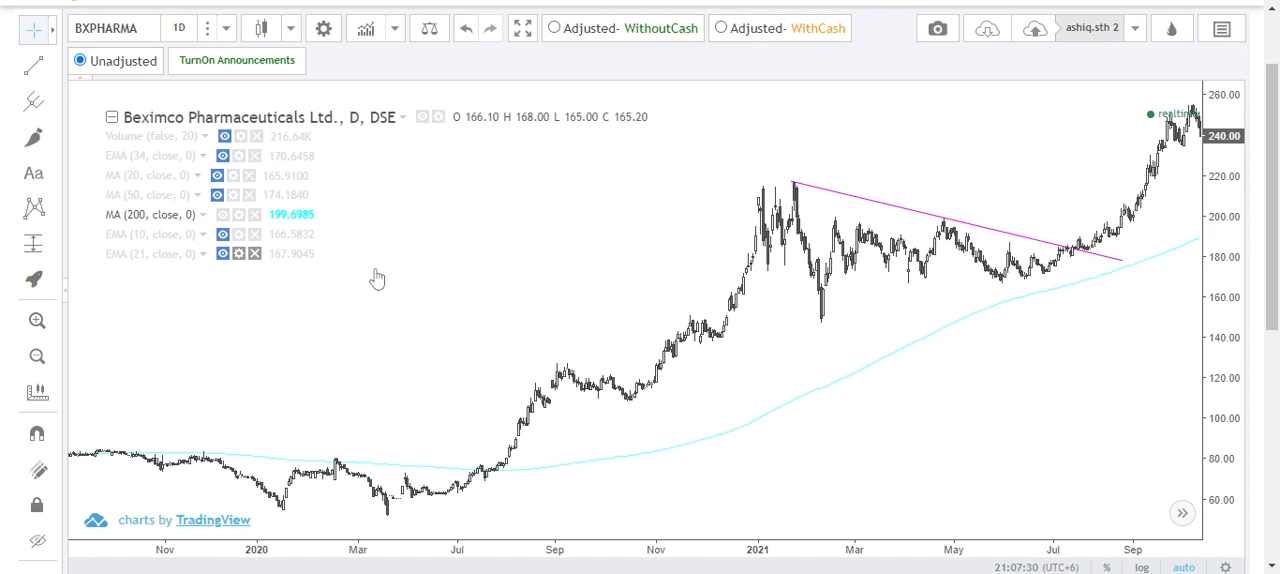 BXPHARMA 1D Adjusted- WithoutCash Adjusted- WithCash ashiq.sth 2
Unadjusted TurnOn Announcements
Beximco Pharmaceuticals Ltd., D, DSE O 166.10 H 168.00 L 165.00 C 165.20
realtime
Volume (false, 20) 216.64K
EMA (34, close, 0) 170.6458
MA (20, close, 0) 165.9100
MA (50, close, 0) 174.1840
MA (200, close, 0) 199.6985
EMA (10, close, 0) 166.5832
EMA (21, close, 0) 167.9045
Aa
260.00
240.00
220.00
200.00
180.00
160.00
140.00
120.00
100.00
80.00
60.00
charts by TradingView
Nov 2020 Mar Jul Sep Nov 2021 Mar May Jul Sep
21:07:30 (UTC+6) % log auto